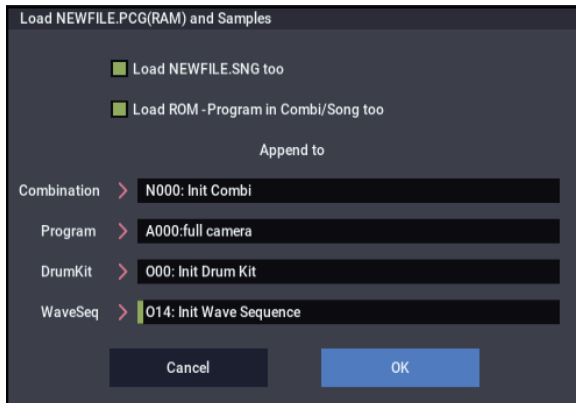 Load NEWFILE.PCG(RAM) and Samples
Load NEWFILE.SNG too
Load ROM -Program in Combi/Song too
Append to
Combination N000: Init Combi
Program A000:full camera
DrumKit O00: Init Drum Kit
WaveSeq O14: Init Wave Sequence
Cancel OK